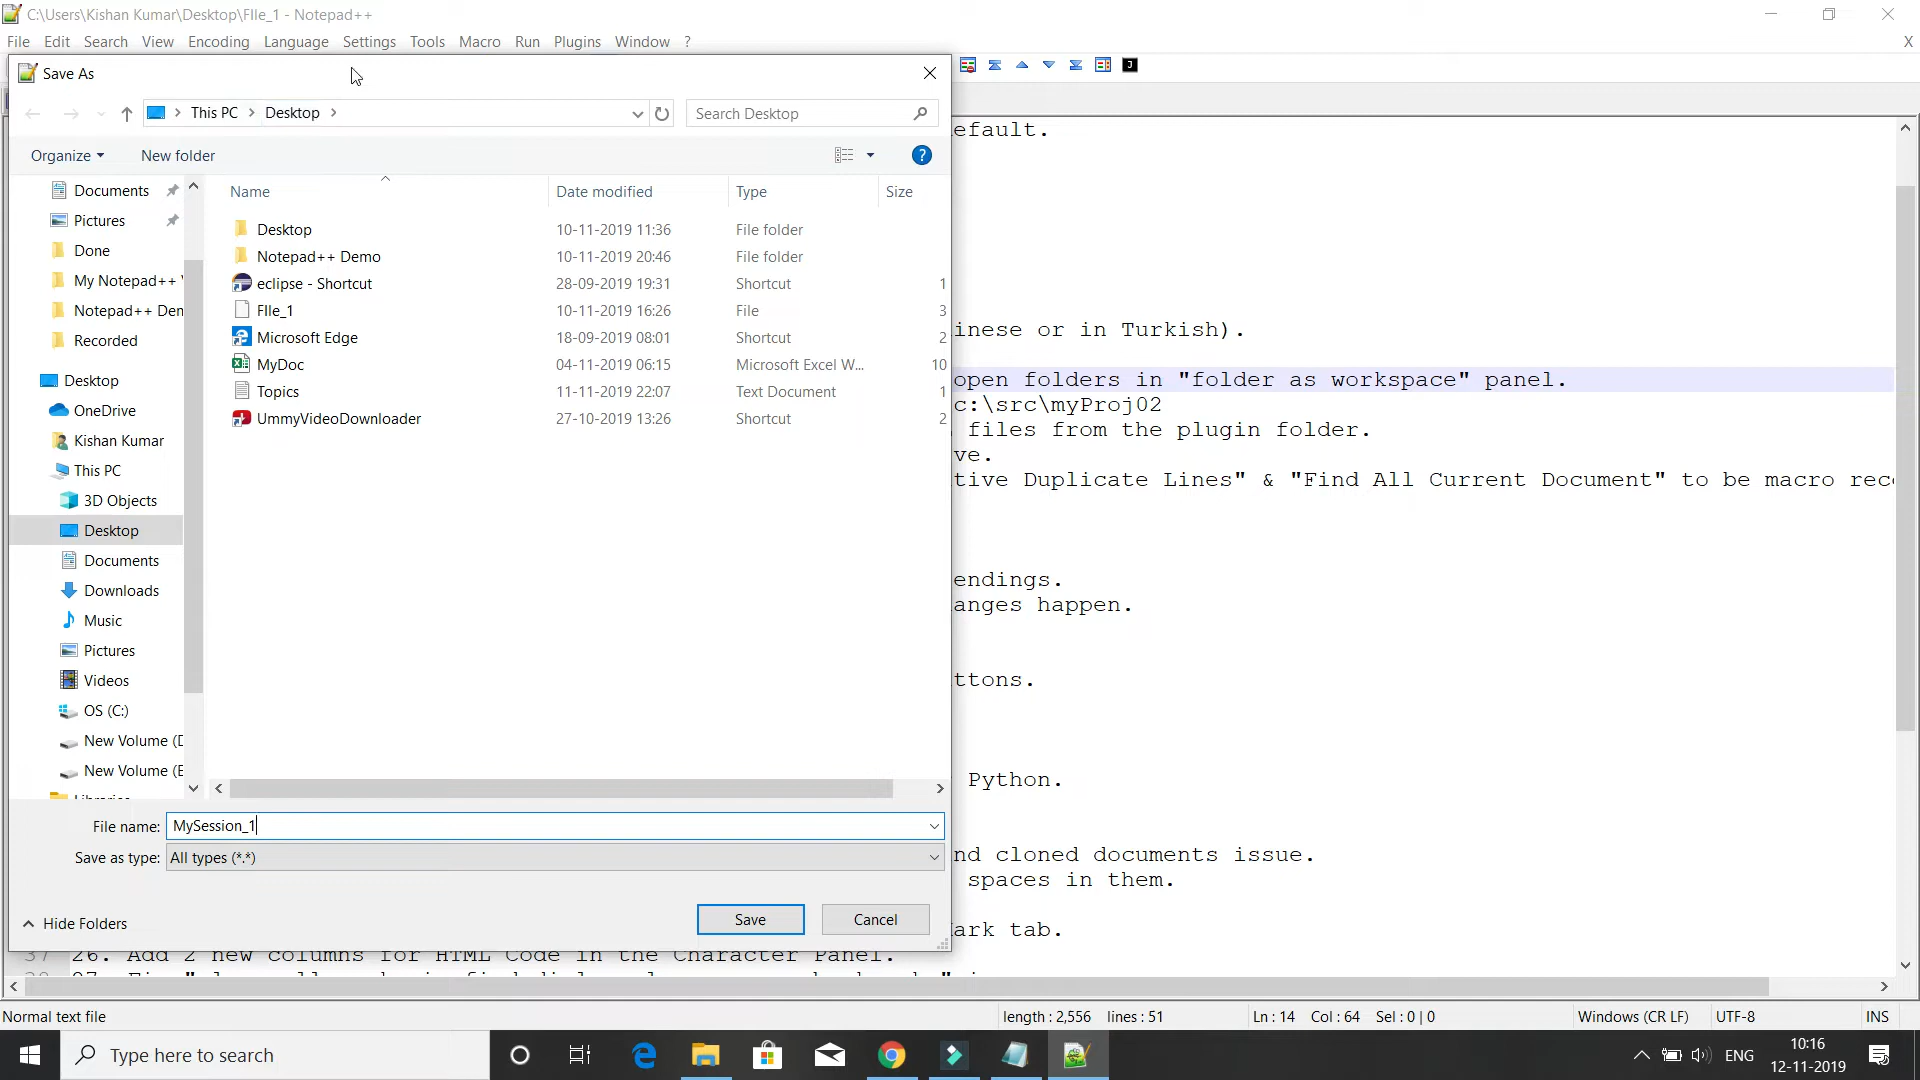 C:\Users\Kishan Kumar\Desktop\FIle_1 - Notepad++
File Edit Search View Encoding Language Settings Tools Macro Run Plugins Window ? X
Save As
This PC Desktop
Search Desktop
Organize New folder ?
Name Date modified Type Size
Documents
Pictures
Done
My Notepad++
Notepad++ Den
Recorded
Desktop
OneDrive
Kishan Kumar
This PC
3D Objects
Desktop
Documents
Downloads
Music
Pictures
Videos
OS (C:)
New Volume (D
New Volume (E
Desktop 10-11-2019 11:36 File folder
Notepad++ Demo 10-11-2019 20:46 File folder
eclipse - Shortcut 28-09-2019 19:31 Shortcut 1
FIle_1 10-11-2019 16:26 File 3
Microsoft Edge 18-09-2019 08:01 Shortcut 2
MyDoc 04-11-2019 06:15 Microsoft Excel W... 10
Topics 11-11-2019 22:07 Text Document 1
UmmyVideoDownloader 27-10-2019 13:26 Shortcut 2
File name: MySession_1
Save as type: All types (*.*)
Hide Folders Save Cancel
efault.
inese or in Turkish).
open folders in "folder as workspace" panel.
c:\src\myProj02
files from the plugin folder.
ve.
tive Duplicate Lines" & "Find All Current Document" to be macro rec
endings.
anges happen.
ttons.
Python.
nd cloned documents issue.
spaces in them.
ark tab.
37 26. Add 2 new columns for HTML Code in the Character Panel.
Normal text file length : 2,556 lines : 51 Ln : 14 Col : 64 Sel : 0 | 0 Windows (CR LF) UTF-8 INS
Type here to search
ENG
10:16
12-11-2019